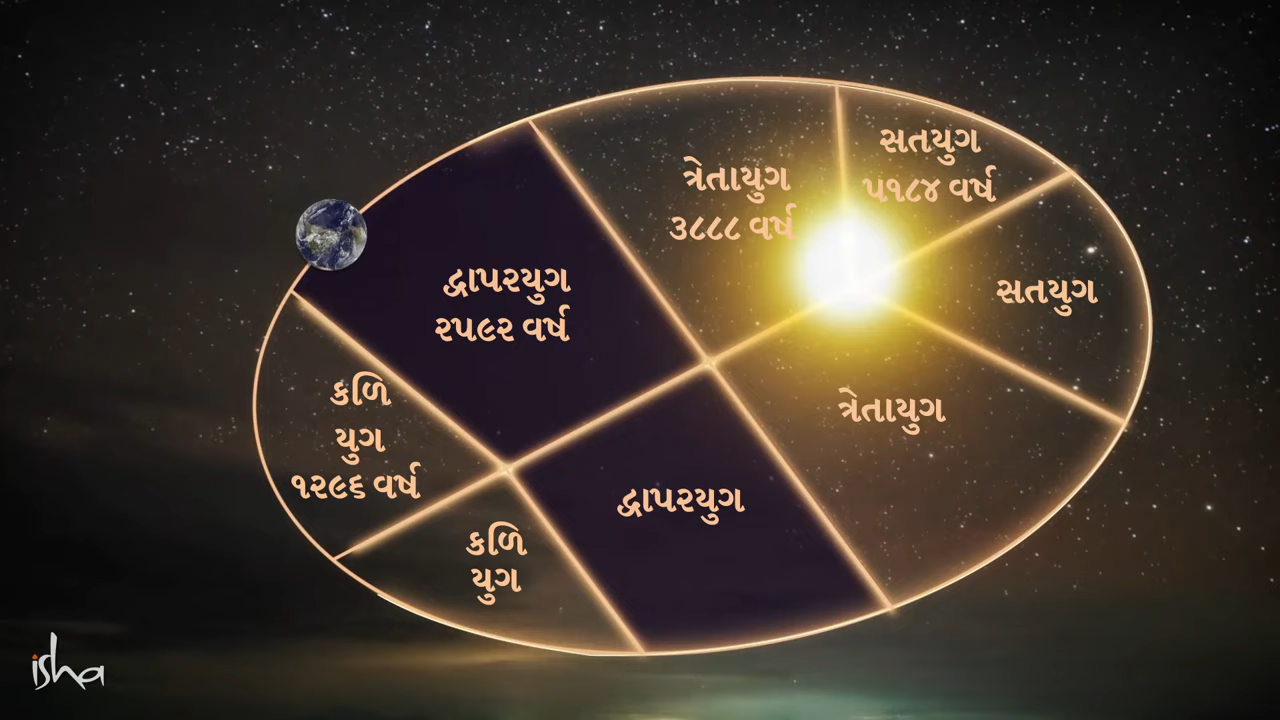 સતયુગ
૫૧૮૪ વર્ષ
ત્રેતાયુગ
૩૮૮૮ વર્ષ
દ્વાપરયુગ
૨૫૯૨ વર્ષ
સતયુગ
કળિ
યુગ
૧૨૯૬ વર્ષ
ત્રેતાયુગ
દ્વાપરયુગ
કળિ
યુગ
isha